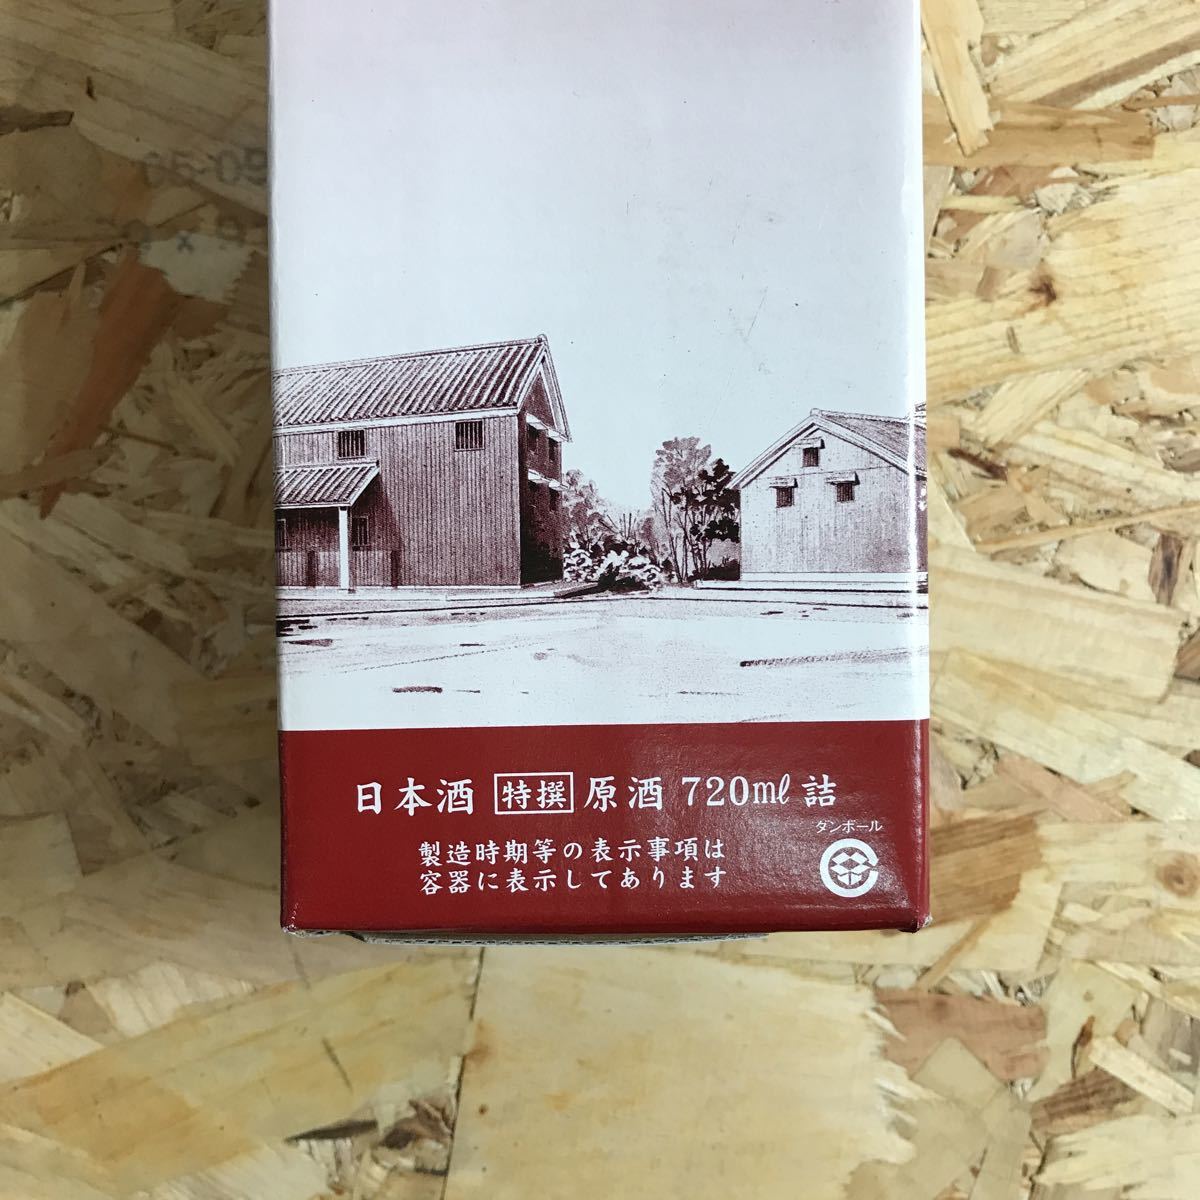 日本酒 特撰 原酒 720ml 詰
ダンボール
製造時期等の表示事項は
容器に表示してあります